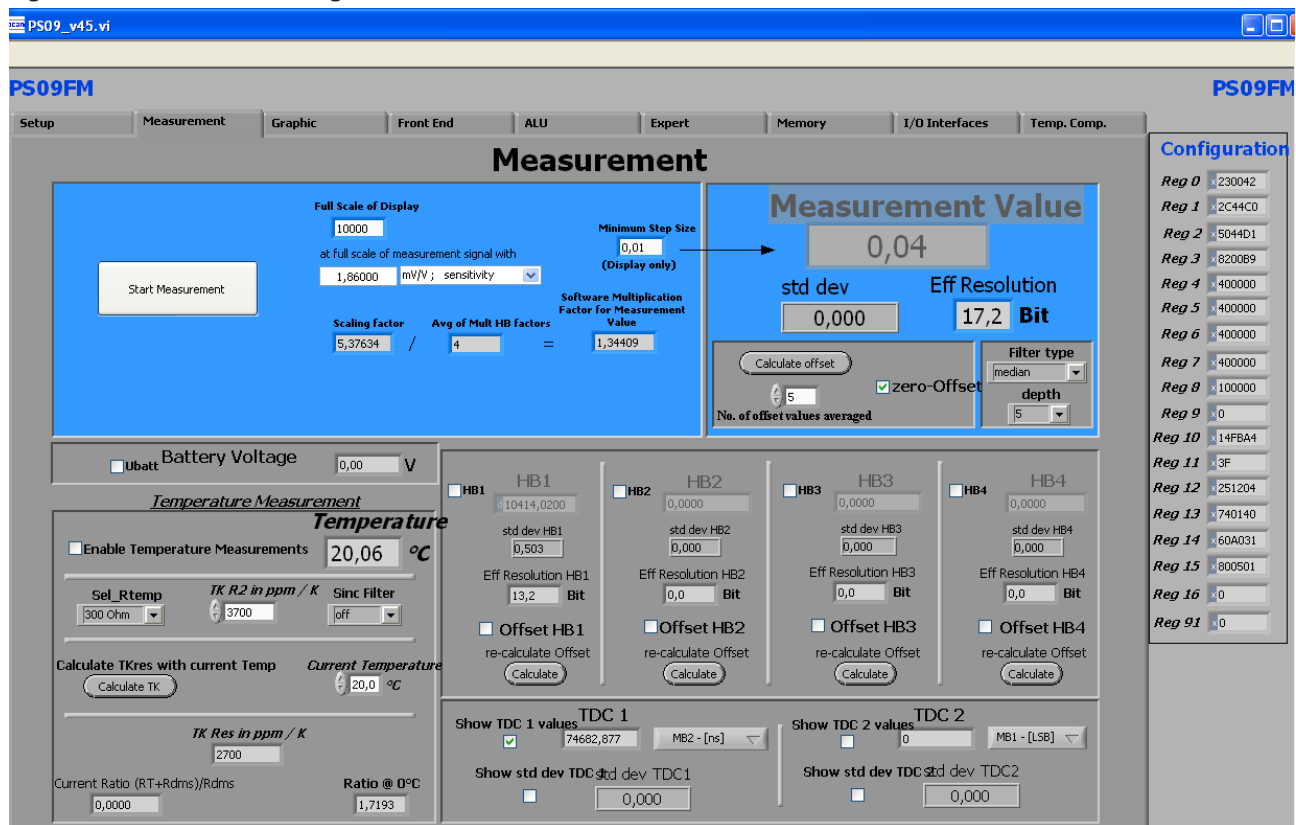 PS09_v45.vi
PS09FM
PS09FM
Setup Measurement Graphic Front End ALU Expert Memory I/O Interfaces Temp. Comp.
Measurement
Full Scale of Display
10000
at full scale of measurement signal with
1,86000 mV/V ; sensitivity
Start Measurement
Minimum Step Size
0,01
(Display only)
Software Multiplication
Factor for Measurement
Value
Scaling factor Avg of Mult HB factors
5,37634 / 4 = 1,34409
Measurement Value
0,04
std dev Eff Resolution
0,000 17,2 Bit
Calculate offset
5
No. of offset values averaged
zero-Offset
Filter type
median
depth
5
Ubatt Battery Voltage 0,00 V
Temperature Measurement
Temperature
Enable Temperature Measurements 20,06 °C
Sel_Rtemp TK R2 in ppm / K Sinc Filter
300 Ohm 3700 off
Calculate TKres with current Temp Current Temperature
Calculate TK 20,0 °C
TK Res in ppm / K
2700
Current Ratio (RT+Rdms)/Rdms Ratio @ 0°C
0,0000 1,7193
HB1 HB1
d 10414,0200
std dev HB1
0,503
Eff Resolution HB1
13,2 Bit
Offset HB1
re-calculate Offset
Calculate
HB2 HB2
0,0000
std dev HB2
0,000
Eff Resolution HB2
0,0 Bit
Offset HB2
re-calculate Offset
Calculate
HB3 HB3
0,0000
std dev HB3
0,000
Eff Resolution HB3
0,0 Bit
Offset HB3
re-calculate Offset
Calculate
HB4 HB4
0,0000
std dev HB4
0,000
Eff Resolution HB4
0,0 Bit
Offset HB4
re-calculate Offset
Calculate
TDC 1
Show TDC 1 values 74682,877 MB2 - [ns]
Show std dev TDC std dev TDC1
0,000
TDC 2
Show TDC 2 values 0 MB1 - [LSB]
Show std dev TDC std dev TDC2
0,000
Configuration
Reg 0 x 230042
Reg 1 x 2C44C0
Reg 2 x 5044D1
Reg 3 x 8200B9
Reg 4 x 400000
Reg 5 x 400000
Reg 6 x 400000
Reg 7 x 400000
Reg 8 x 100000
Reg 9 x 0
Reg 10 x 14FBA4
Reg 11 x 3F
Reg 12 x 251204
Reg 13 x 740140
Reg 14 x 60A031
Reg 15 x 800501
Reg 16 x 0
Reg 91 x 0